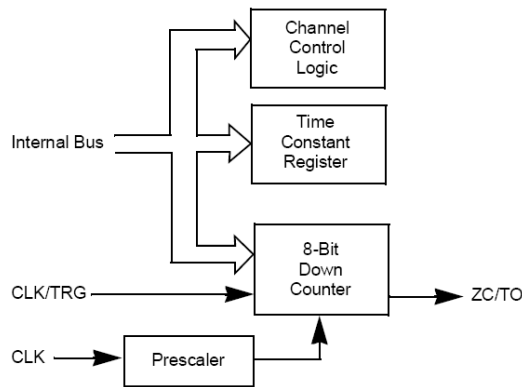 Channel
Control
Logic
Time
Constant
Register
Internal Bus
8-Bit
Down
Counter
CLK/TRG
ZC/TO
CLK
Prescaler